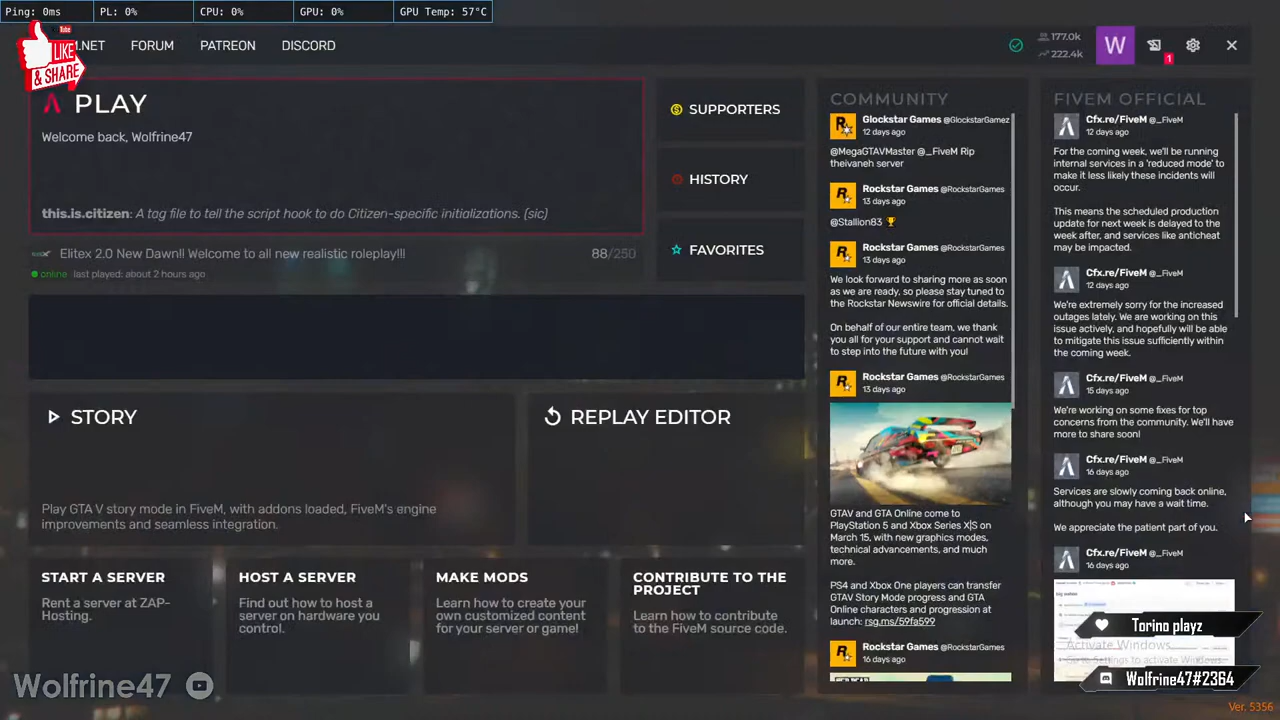 Ping: 0ms PL: 0% CPU: 0% GPU: 0% GPU Temp: 57°C
You Tube
LIKE
& SHARE
.NET FORUM PATREON DISCORD
177.0k
222.4k
W
1
PLAY
Welcome back, Wolfrine47
this.is.citizen: A tag file to tell the script hook to do Citizen-specific initializations. (sic)
Elitex 2.0 New Dawn!! Welcome to all new realistic roleplay!!! 88/250
online last played: about 2 hours ago
SUPPORTERS
HISTORY
FAVORITES
STORY
Play GTA V story mode in FiveM, with addons loaded, FiveM's engine
improvements and seamless integration.
REPLAY EDITOR
START A SERVER
Rent a server at ZAP-
Hosting.
HOST A SERVER
Find out how to host a
server on hardware you
control.
MAKE MODS
Learn how to create your
own customized content
for your server or game!
CONTRIBUTE TO THE
PROJECT
Learn how to contribute
to the FiveM source code.
COMMUNITY
Glockstar Games @GlockstarGamez
12 days ago
@MegaGTAVMaster @_FiveM Rip
theivaneh server
Rockstar Games @RockstarGames
13 days ago
@Stallion83 🏆
Rockstar Games @RockstarGames
13 days ago
We look forward to sharing more as soon
as we are ready, so please stay tuned to
the Rockstar Newswire for official details.
On behalf of our entire team, we thank
you all for your support and cannot wait
to step into the future with you!
Rockstar Games @RockstarGames
13 days ago
GTAV and GTA Online come to
PlayStation 5 and Xbox Series X|S on
March 15, with new graphics modes,
technical advancements, and much
more.
PS4 and Xbox One players can transfer
GTAV Story Mode progress and GTA
Online characters and progression at
launch: rsg.ms/59fa599
Rockstar Games @RockstarGames
16 days ago
FIVEM OFFICIAL
Cfx.re/FiveM @_FiveM
12 days ago
For the coming week, we'll be running
internal services in a 'reduced mode' to
make it less likely these incidents will
occur.
This means the scheduled production
update for next week is delayed to the
week after, and services like anticheat
may be impacted.
Cfx.re/FiveM @_FiveM
12 days ago
We're extremely sorry for the increased
outages lately. We are working on this
issue actively, and hopefully will be able
to mitigate this issue sufficiently within
the coming week.
Cfx.re/FiveM @_FiveM
15 days ago
We're working on some fixes for top
concerns from the community. We'll have
more to share soon!
Cfx.re/FiveM @_FiveM
16 days ago
Services are slowly coming back online,
although you may have a wait time.
We appreciate the patient part of you.
Cfx.re/FiveM @_FiveM
16 days ago
Torino playz
Activate Windows
Go to Settings to activate Windows.
Wolfrine47#2364
Wolfrine47
Ver. 5356